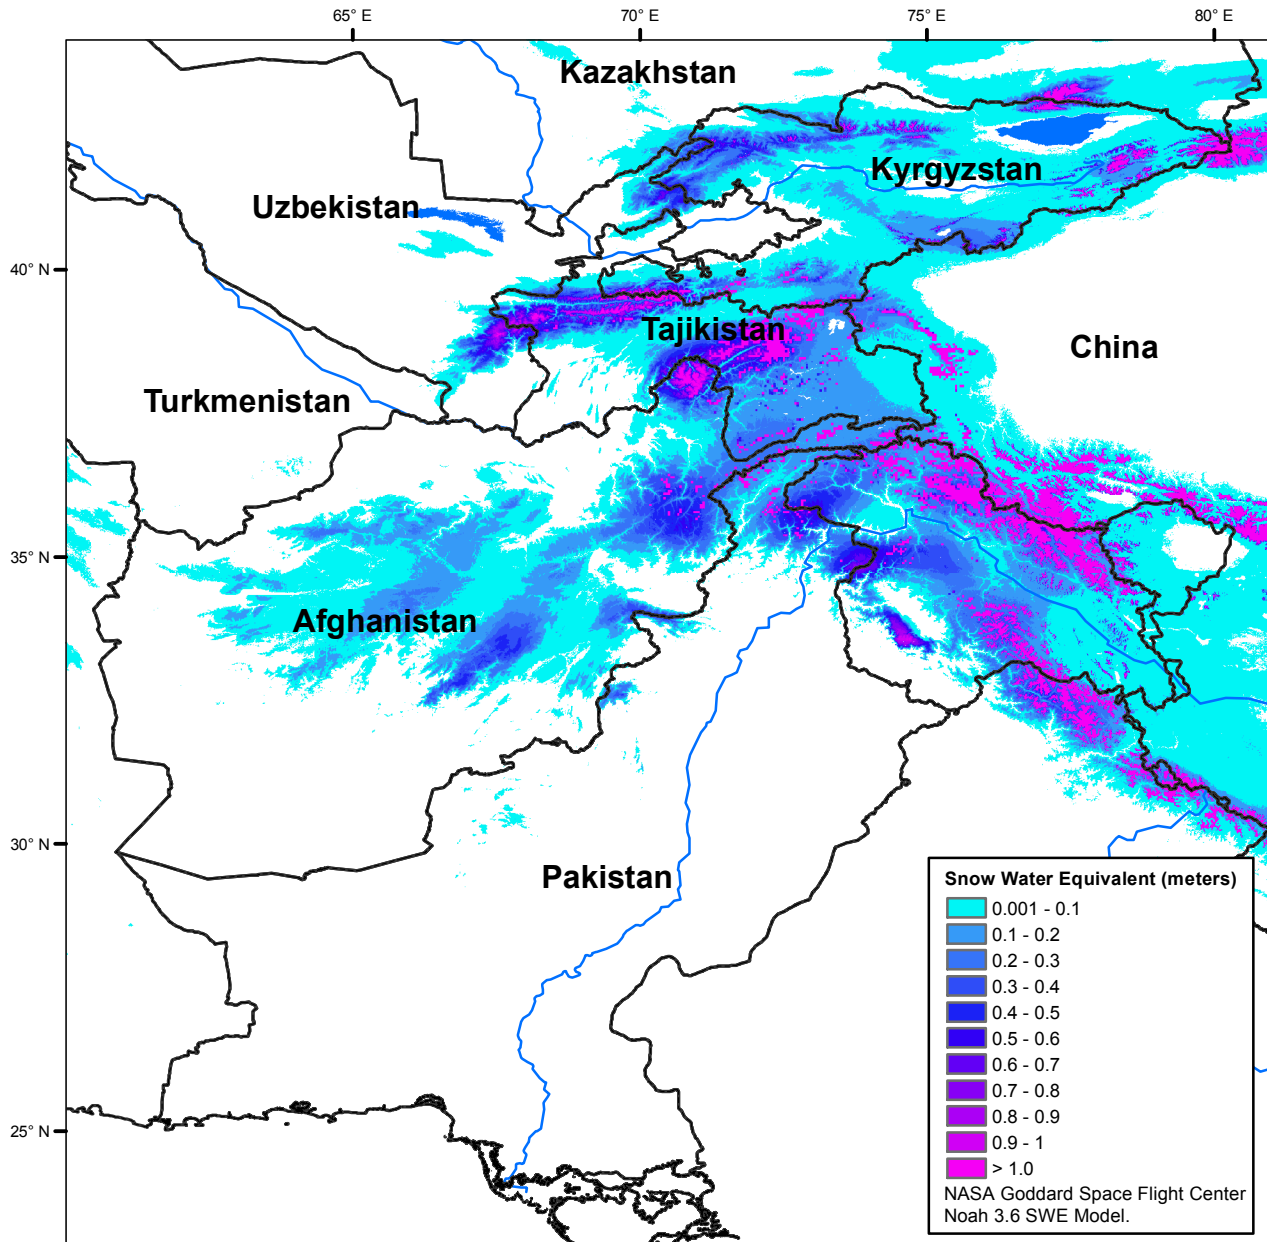 65° E
70° E
75° E
80° E
Kazakhstan
Kyrgyzstan
Uzbekistan
40° N
Tajikistan
China
Turkmenistan
35° N
Afghanistan
30° N
Pakistan
25° N
Snow Water Equivalent (meters)
0.001 - 0.1
0.1 - 0.2
0.2 - 0.3
0.3 - 0.4
0.4 - 0.5
0.5 - 0.6
0.6 - 0.7
0.7 - 0.8
0.8 - 0.9
0.9 - 1
> 1.0
NASA Goddard Space Flight Center
Noah 3.6 SWE Model.